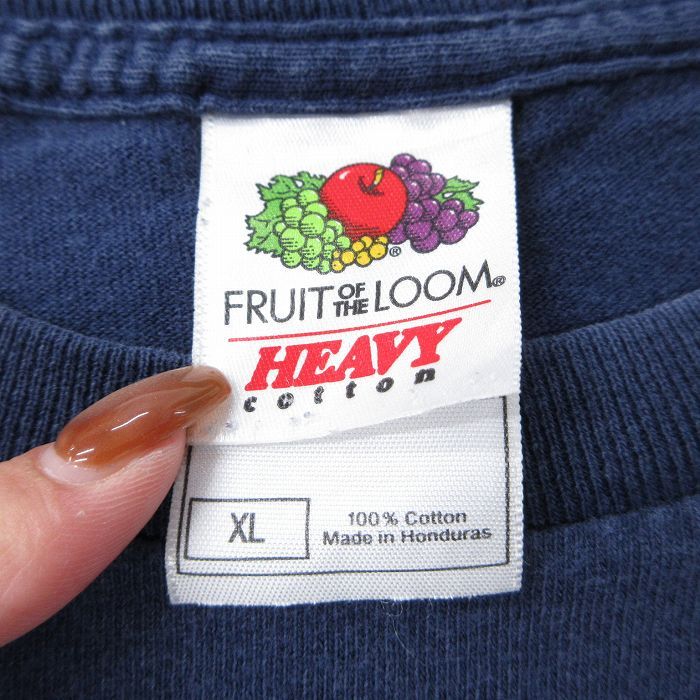 ®
FRUIT OF THE LOOM®
HEAVY
cotton
XL
100% Cotton
Made in Honduras